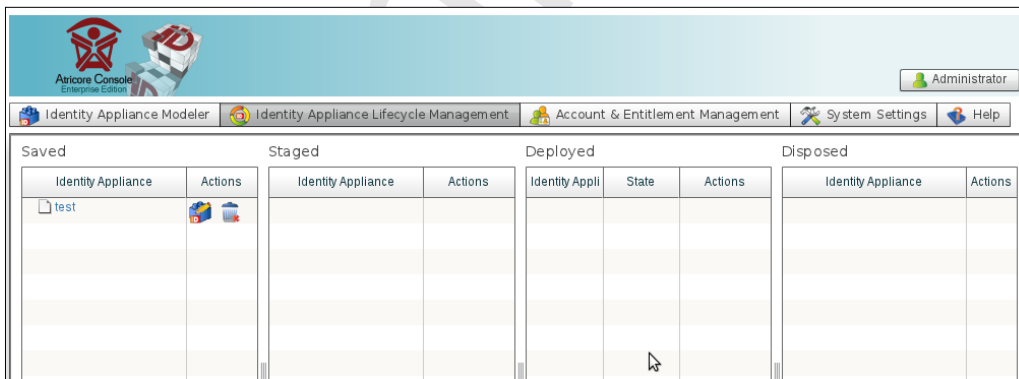 Atricore Console
Enterprise Edition
Administrator
Identity Appliance Modeler
Identity Appliance Lifecycle Management
Account & Entitlement Management
System Settings
Help
Saved
Staged
Deployed
Disposed
Identity Appliance
Actions
Identity Appliance
Actions
Identity Appli
State
Actions
Identity Appliance
Actions
test